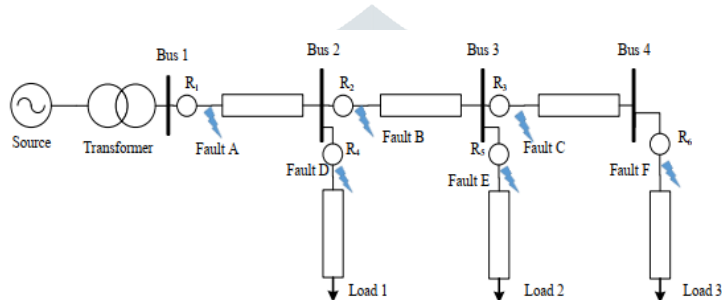 Bus 1
Bus 2
Bus 3
Bus 4
R1
R2
R3
Source
Transformer
Fault A
Fault B
Fault C
R4
R5
R6
Fault D
Fault E
Fault F
Load 1
Load 2
Load 3